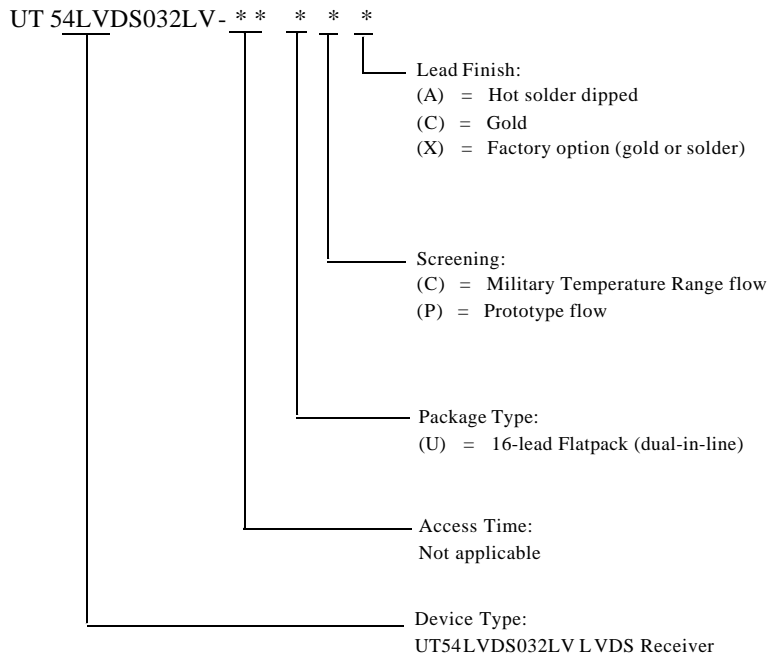 UT 54LVDS032LV- * * * * *
Lead Finish:
(A) = Hot solder dipped
(C) = Gold
(X) = Factory option (gold or solder)
Screening:
(C) = Military Temperature Range flow
(P) = Prototype flow
Package Type:
(U) = 16-lead Flatpack (dual-in-line)
Access Time:
Not applicable
Device Type:
UT54LVDS032LV LVDS Receiver